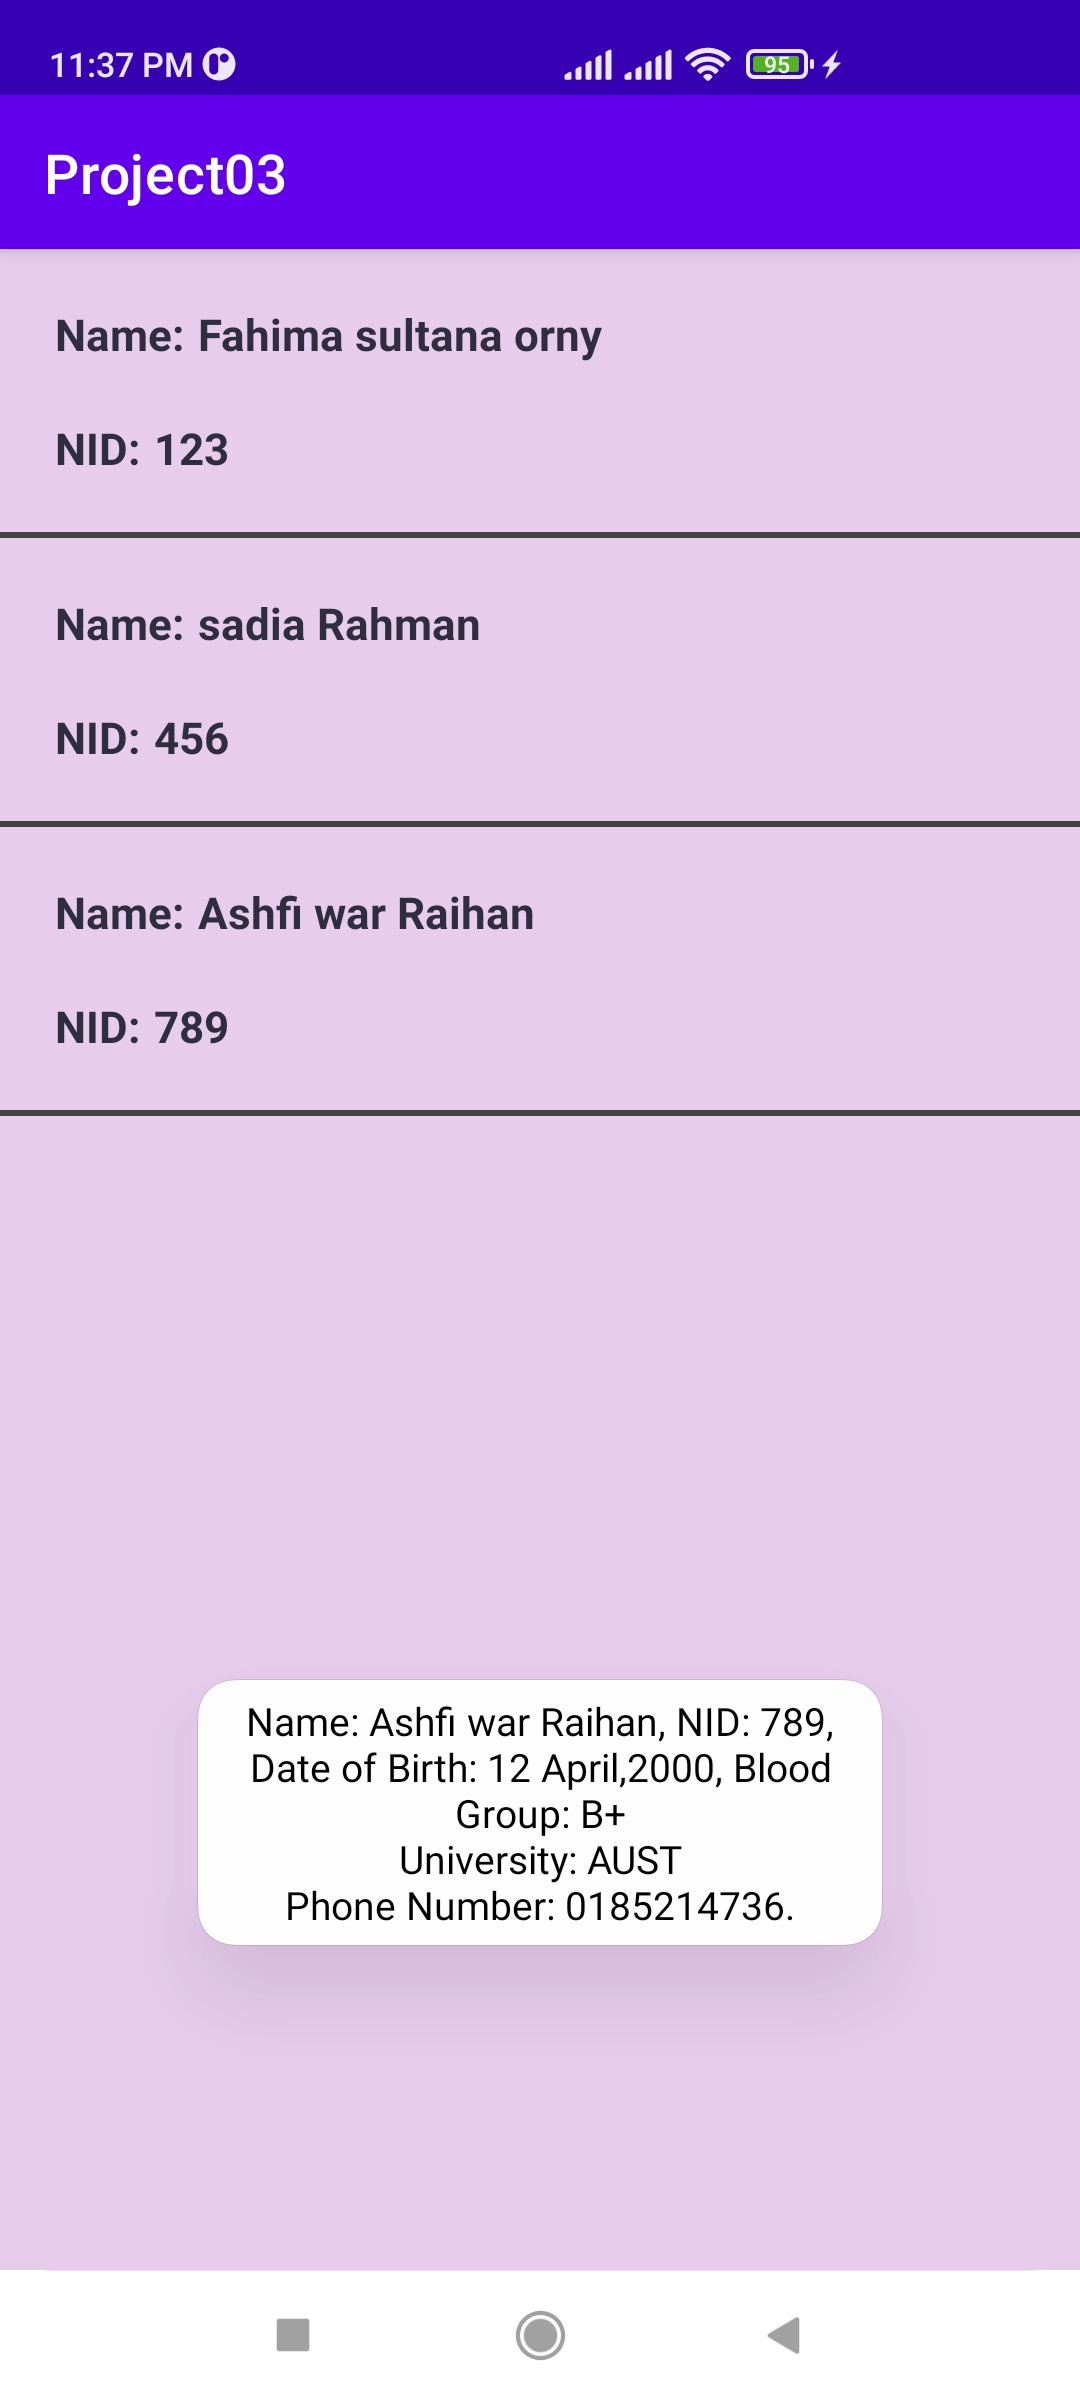 11:37 PM
95
Project03
Name: Fahima sultana orny
NID: 123
Name: sadia Rahman
NID: 456
Name: Ashfi war Raihan
NID: 789
Name: Ashfi war Raihan, NID: 789,
Date of Birth: 12 April,2000, Blood
Group: B+
University: AUST
Phone Number: 0185214736.